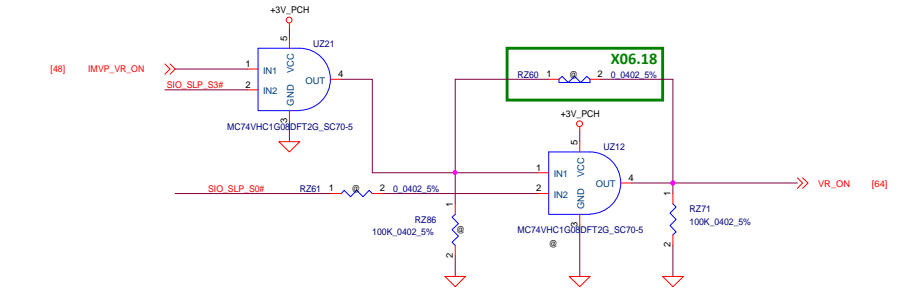 +3V_PCH
5
UZ21
X06.18
[48] IMVP_VR_ON
1 IN1 VCC
4
RZ60 1 @ 2 0_0402_5%
SIO_SLP_S3#
2 IN2 GND OUT
3
+3V_PCH
MC74VHC1G08DFT2G_SC70-5
5
UZ12
1 IN1 VCC
SIO_SLP_S0# RZ61 1 @ 2 0_0402_5%
2 IN2 GND OUT 4
VR_ON [64]
1
RZ86
100K_0402_5%
@
2
3
MC74VHC1G08DFT2G_SC70-5
@
1
RZ71
100K_0402_5%
2